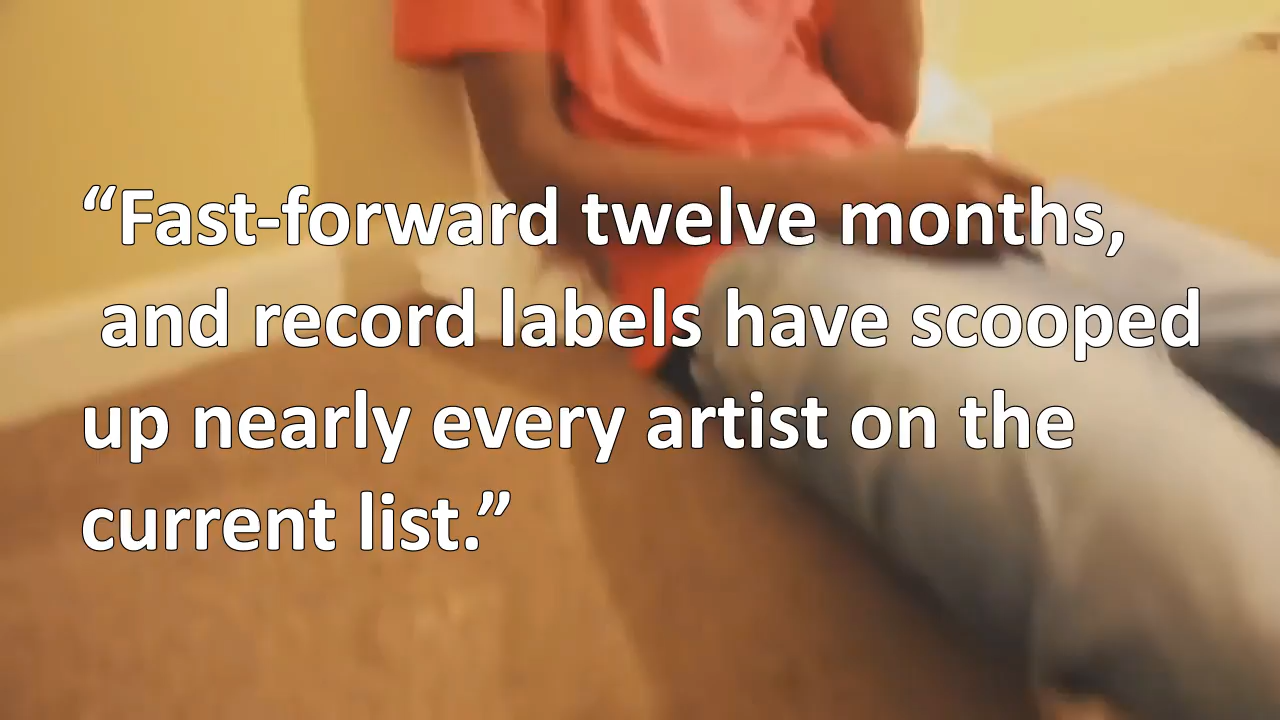 “Fast-forward twelve months,
and record labels have scooped
up nearly every artist on the
current list.”